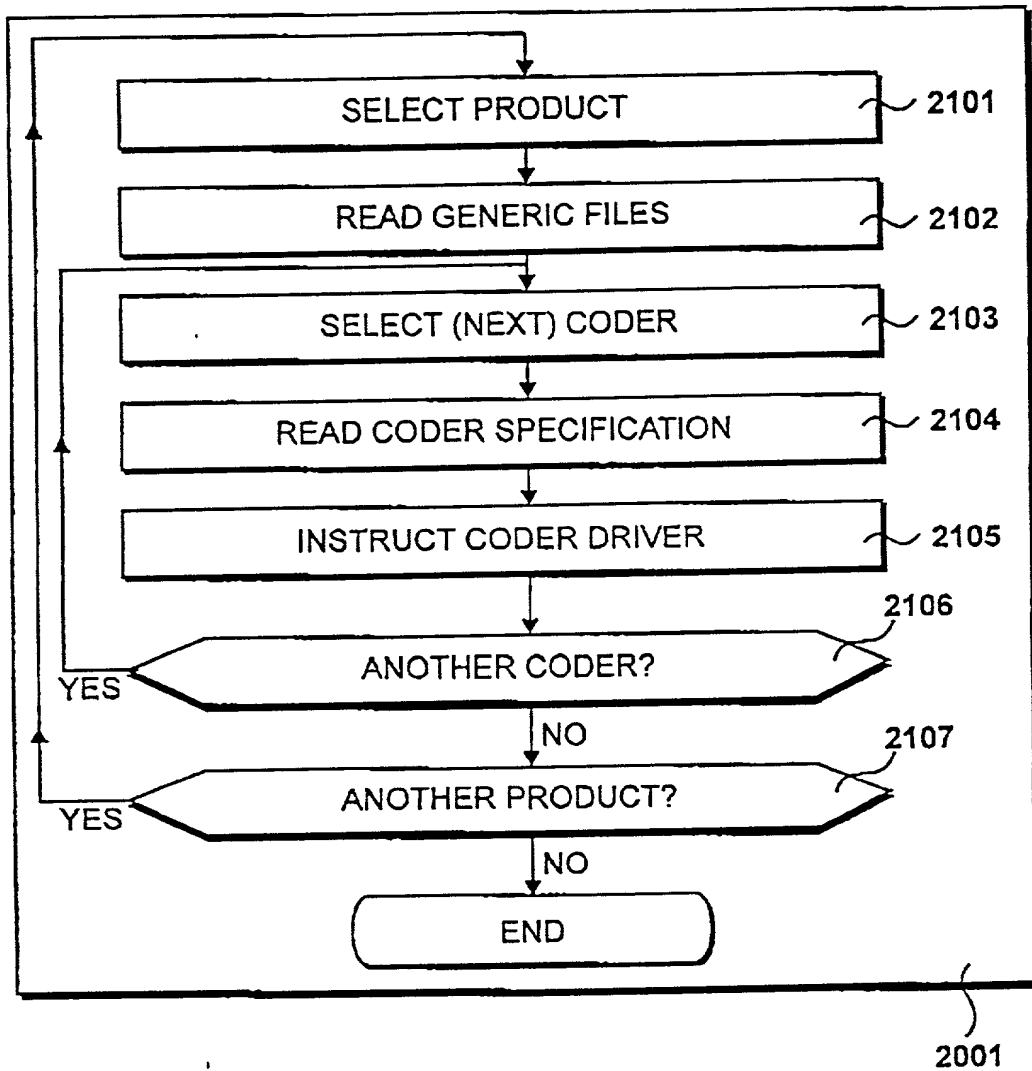 SELECT PRODUCT 2101
READ GENERIC FILES 2102
SELECT (NEXT) CODER 2103
READ CODER SPECIFICATION 2104
INSTRUCT CODER DRIVER 2105
2106
ANOTHER CODER?
YES
NO
2107
ANOTHER PRODUCT?
YES
NO
END
2001